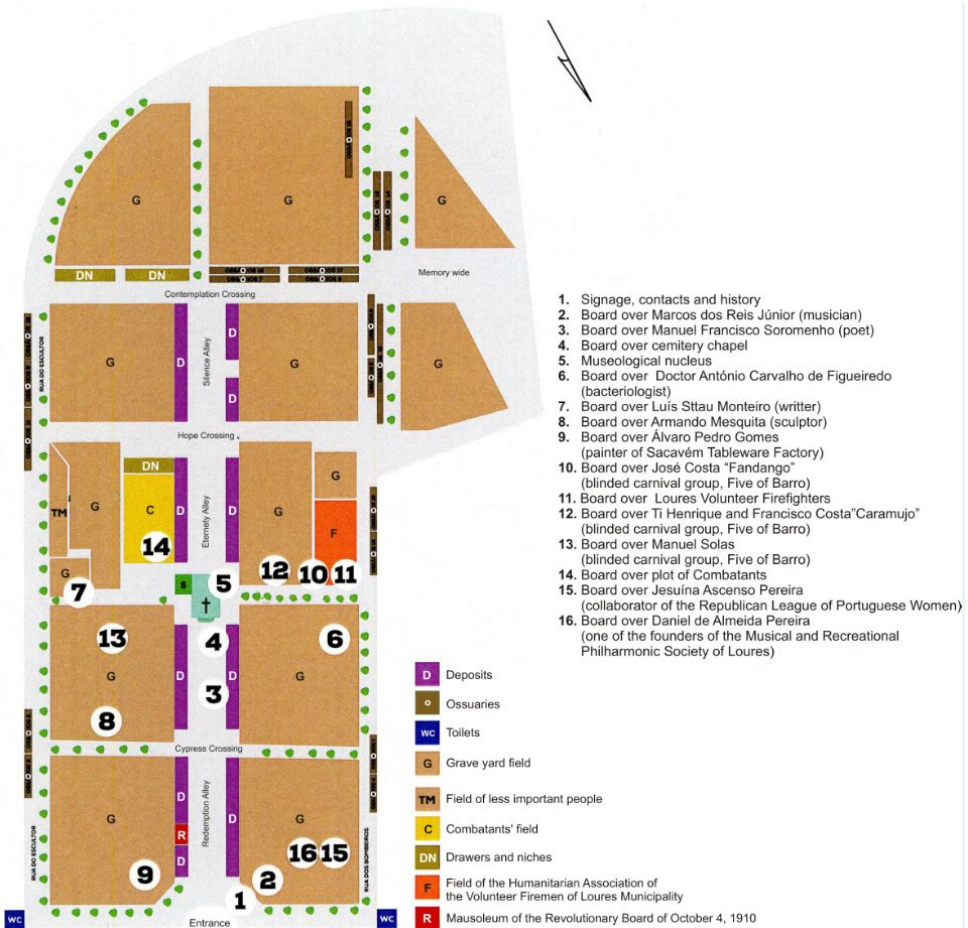 G
G
G
DN
DN
Memory wide
Contemplation Crossing
RUA DO ESCULTOR
G
D
Silence Alley
D
D
G
G
Hope Crossing
TM
G
DN
C
14
D
Eternety Alley
D
G
G
F
12
10
11
G
7
S
5
13
G
8
D
4
3
D
6
G
Cypress Crossing
RUA DO ESCULTOR
G
9
D
R
D
Redemption Alley
D
G
16
15
2
1
RUA DOS BOMBEIROS
WC
Entrance
WC
1. Signage, contacts and history
2. Board over Marcos dos Reis Júnior (musician)
3. Board over Manuel Francisco Soromenho (poet)
4. Board over cemitery chapel
5. Museological nucleus
6. Board over Doctor António Carvalho de Figueiredo
(bacteriologist)
7. Board over Luís Sttau Monteiro (writter)
8. Board over Armando Mesquita (sculptor)
9. Board over Álvaro Pedro Gomes
(painter of Sacavém Tableware Factory)
10. Board over José Costa "Fandango"
(blinded carnival group, Five of Barro)
11. Board over Loures Volunteer Firefighters
12. Board over Ti Henrique and Francisco Costa"Caramujo"
(blinded carnival group, Five of Barro)
13. Board over Manuel Solas
(blinded carnival group, Five of Barro)
14. Board over plot of Combatants
15. Board over Jesuína Ascenso Pereira
(collaborator of the Republican League of Portuguese Women)
16. Board over Daniel de Almeida Pereira
(one of the founders of the Musical and Recreational
Philharmonic Society of Loures)
D Deposits
O Ossuaries
WC Toilets
G Grave yard field
TM Field of less important people
C Combatants' field
DN Drawers and niches
F Field of the Humanitarian Association of
the Volunteer Firemen of Loures Municipality
R Mausoleum of the Revolutionary Board of October 4, 1910